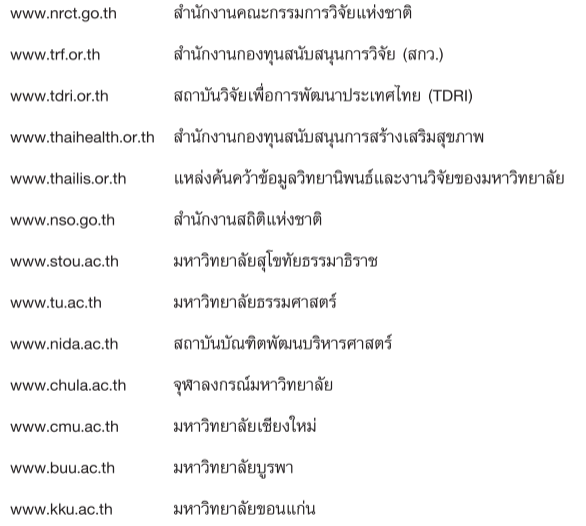 www.nrct.go.th สำนักงานคณะกรรมการวิจัยแห่งชาติ
www.trf.or.th สำนักงานกองทุนสนับสนุนการวิจัย (สกว.)
www.tdri.or.th สถาบันวิจัยเพื่อการพัฒนาประเทศไทย (TDRI)
www.thaihealth.or.th สำนักงานกองทุนสนับสนุนการสร้างเสริมสุขภาพ
www.thailis.or.th แหล่งค้นคว้าข้อมูลวิทยานิพนธ์และงานวิจัยของมหาวิทยาลัย
www.nso.go.th สำนักงานสถิติแห่งชาติ
www.stou.ac.th มหาวิทยาลัยสุโขทัยธรรมาธิราช
www.tu.ac.th มหาวิทยาลัยธรรมศาสตร์
www.nida.ac.th สถาบันบัณฑิตพัฒนบริหารศาสตร์
www.chula.ac.th จุฬาลงกรณ์มหาวิทยาลัย
www.cmu.ac.th มหาวิทยาลัยเชียงใหม่
www.buu.ac.th มหาวิทยาลัยบูรพา
www.kku.ac.th มหาวิทยาลัยขอนแก่น